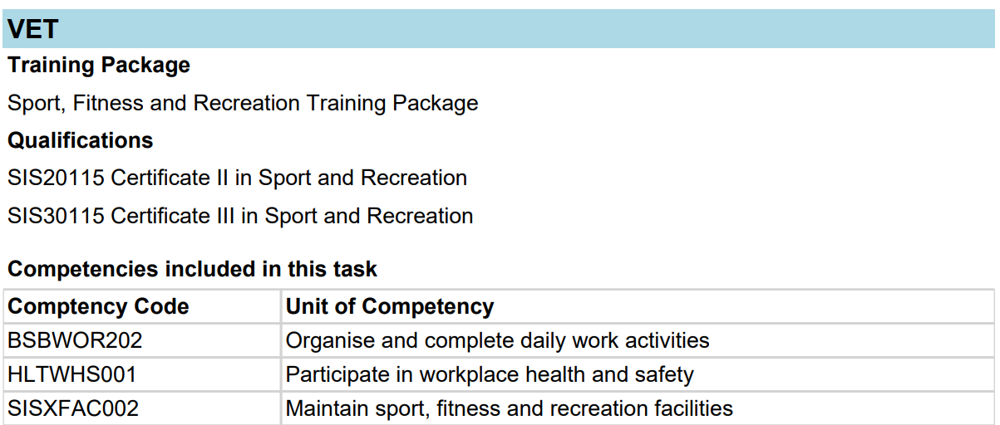 VET
Training Package
Sport, Fitness and Recreation Training Package
Qualifications
SIS20115 Certificate II in Sport and Recreation
SIS30115 Certificate III in Sport and Recreation
Competencies included in this task
Comptency Code Unit of Competency
BSBWOR202 Organise and complete daily work activities
HLTWHS001 Participate in workplace health and safety
SISXFAC002 Maintain sport, fitness and recreation facilities